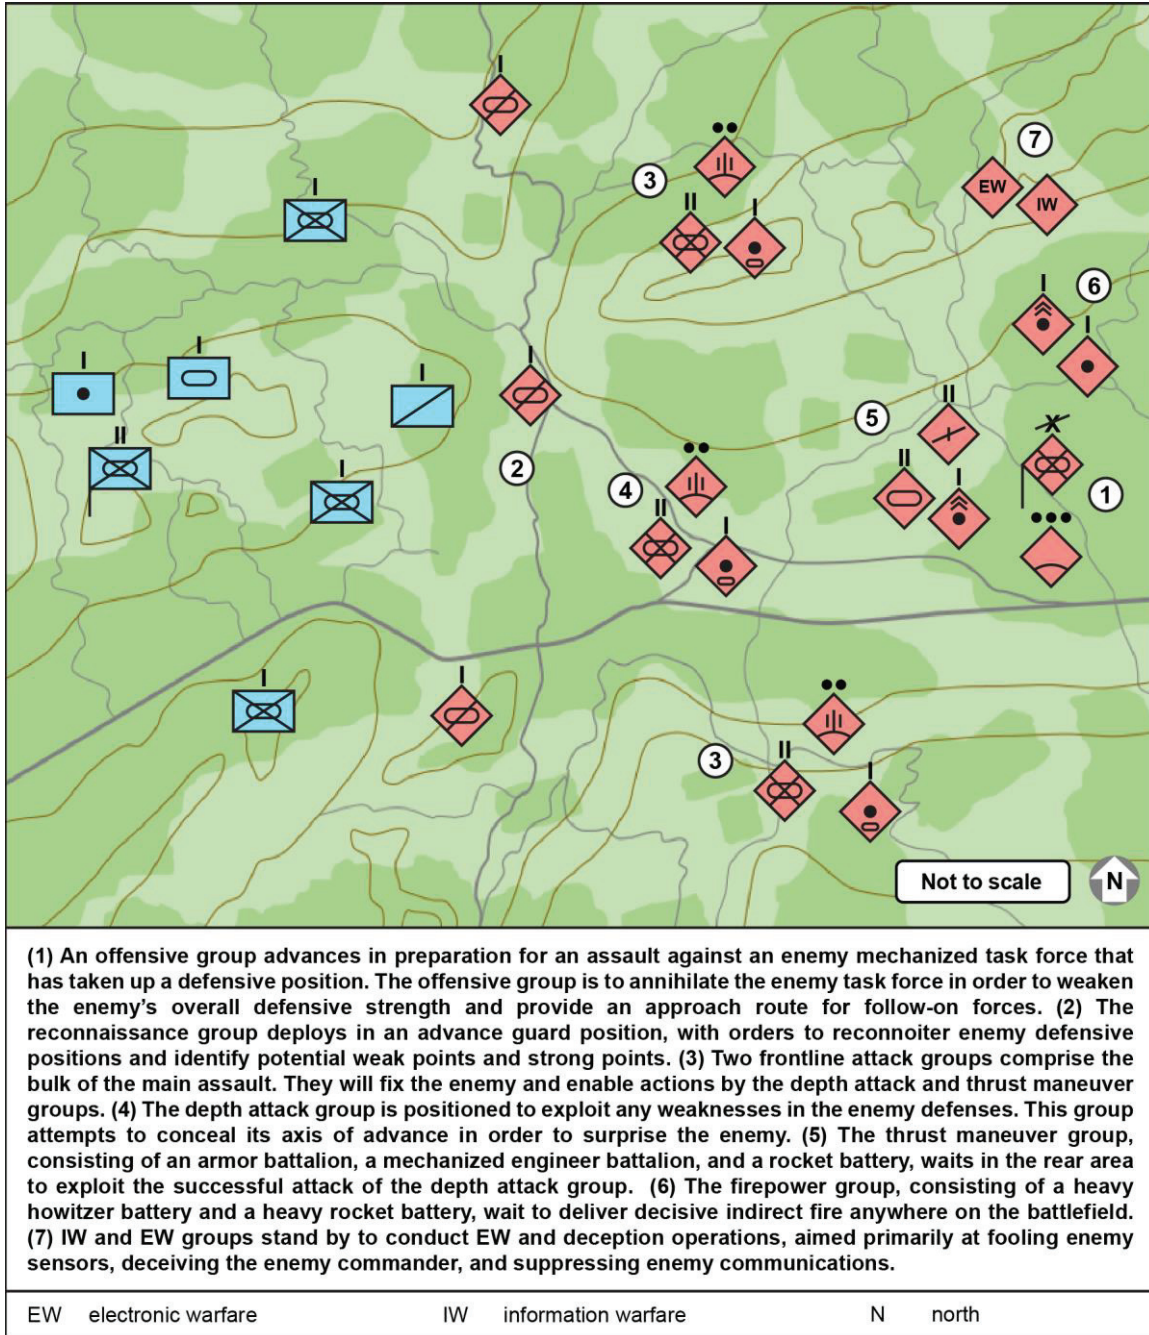 I
I
7
3
EW
IW
I
II
I
6
I
I
I
I
I
I
5
II
X
II
2
4
II
I
II
I
1
I
I
3
II
I
Not to scale
N
(1) An offensive group advances in preparation for an assault against an enemy mechanized task force that
has taken up a defensive position. The offensive group is to annihilate the enemy task force in order to weaken
the enemy’s overall defensive strength and provide an approach route for follow-on forces. (2) The
reconnaissance group deploys in an advance guard position, with orders to reconnoiter enemy defensive
positions and identify potential weak points and strong points. (3) Two frontline attack groups comprise the
bulk of the main assault. They will fix the enemy and enable actions by the depth attack and thrust maneuver
groups. (4) The depth attack group is positioned to exploit any weaknesses in the enemy defenses. This group
attempts to conceal its axis of advance in order to surprise the enemy. (5) The thrust maneuver group,
consisting of an armor battalion, a mechanized engineer battalion, and a rocket battery, waits in the rear area
to exploit the successful attack of the depth attack group. (6) The firepower group, consisting of a heavy
howitzer battery and a heavy rocket battery, wait to deliver decisive indirect fire anywhere on the battlefield.
(7) IW and EW groups stand by to conduct EW and deception operations, aimed primarily at fooling enemy
sensors, deceiving the enemy commander, and suppressing enemy communications.
EW electronic warfare IW information warfare N north